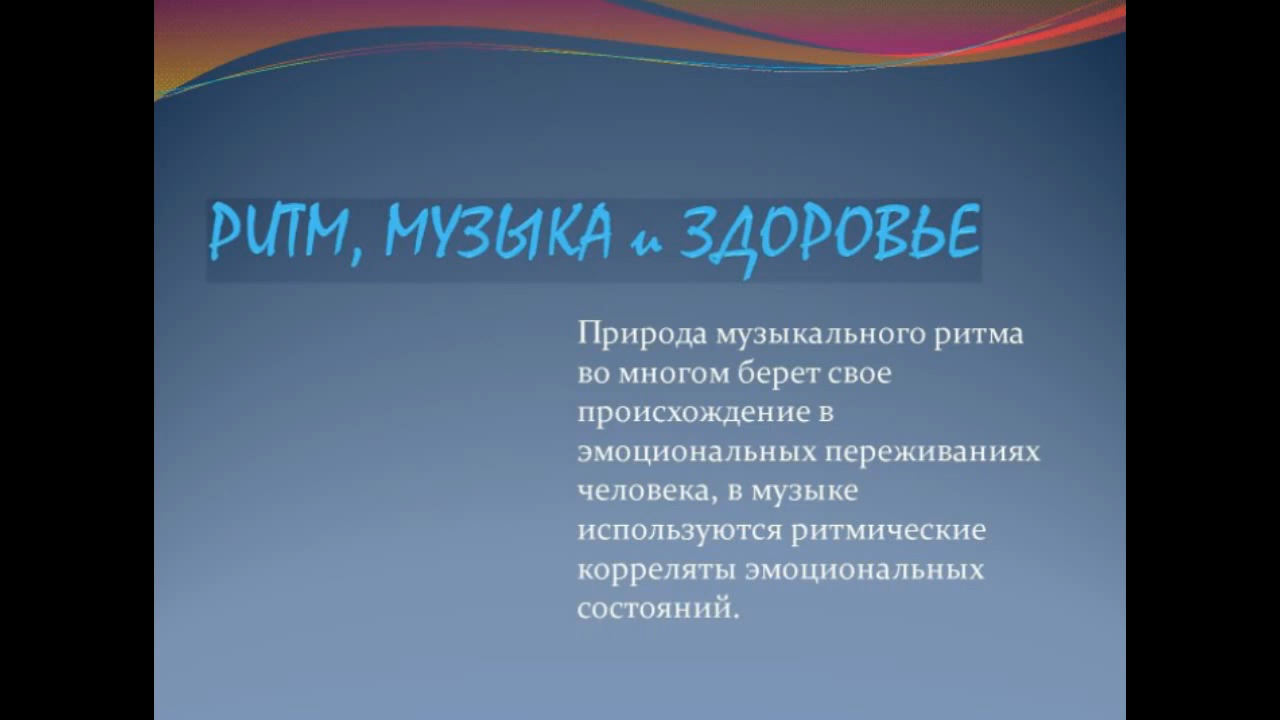 РИТМ, МУЗЫКА и ЗДОРОВЬЕ
Природа музыкального ритма
во многом берет свое
происхождение в
эмоциональных переживаниях
человека, в музыке
используются ритмические
корреляты эмоциональных
состояний.